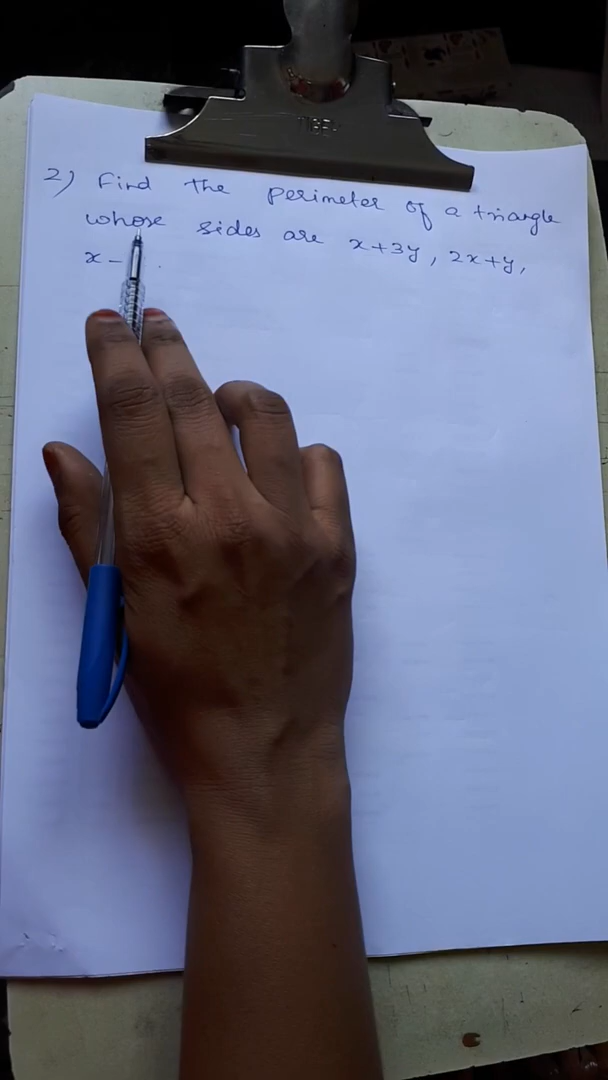 2) Find the perimeter of a triangle
whose sides are x+3y, 2x+y,
x- .